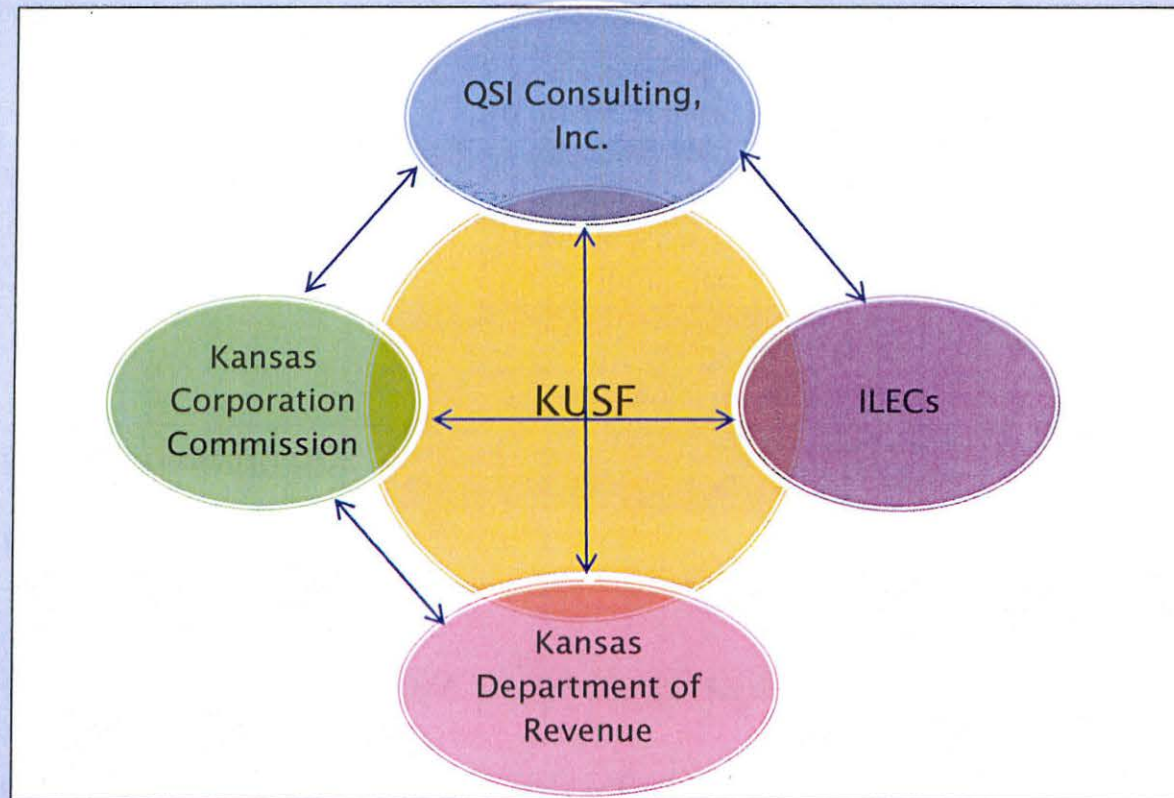 QSI Consulting,
Inc.
Kansas
Corporation
Commission
KUSF
ILECs
Kansas
Department of
Revenue